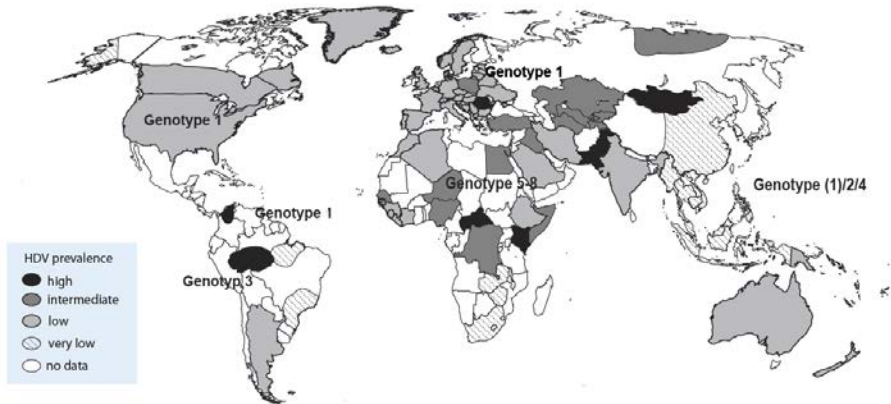 Genotype 1
Genotype 1
Genotype 5-8
Genotype (1)/2/4
Genotype 1
Genotyp 3
HDV prevalence
high
intermediate
low
very low
no data